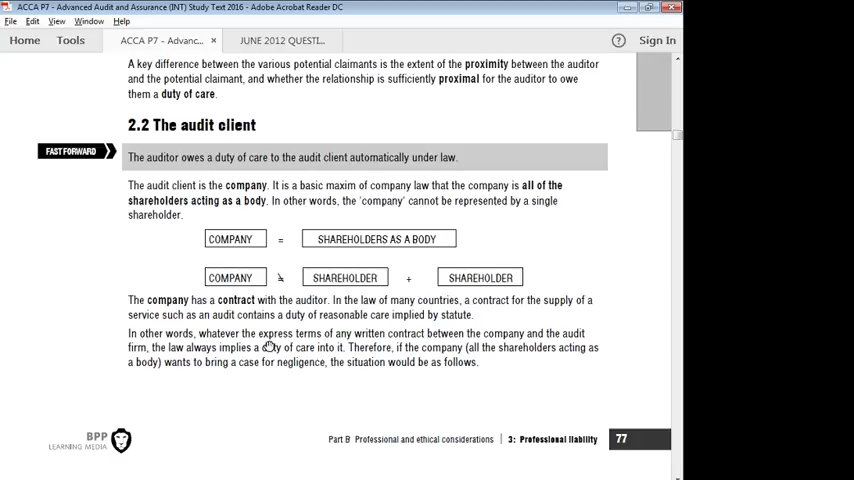 ACCA P7 - Advanced Audit and Assurance (INT) Study Text 2016 - Adobe Acrobat Reader DC
File Edit View Window Help
Home Tools ACCA P7 - Advanc... × JUNE 2012 QUESTI... ? Sign In
A key difference between the various potential claimants is the extent of the proximity between the auditor
and the potential claimant, and whether the relationship is sufficiently proximal for the auditor to owe
them a duty of care.
2.2 The audit client
FAST FORWARD
The auditor owes a duty of care to the audit client automatically under law.
The audit client is the company. It is a basic maxim of company law that the company is all of the
shareholders acting as a body. In other words, the 'company' cannot be represented by a single
shareholder.
COMPANY = SHAREHOLDERS AS A BODY
COMPANY ≠ SHAREHOLDER + SHAREHOLDER
The company has a contract with the auditor. In the law of many countries, a contract for the supply of a
service such as an audit contains a duty of reasonable care implied by statute.
In other words, whatever the express terms of any written contract between the company and the audit
firm, the law always implies a duty of care into it. Therefore, if the company (all the shareholders acting as
a body) wants to bring a case for negligence, the situation would be as follows.
BPP
LEARNING MEDIA
Part B Professional and ethical considerations | 3: Professional liability 77